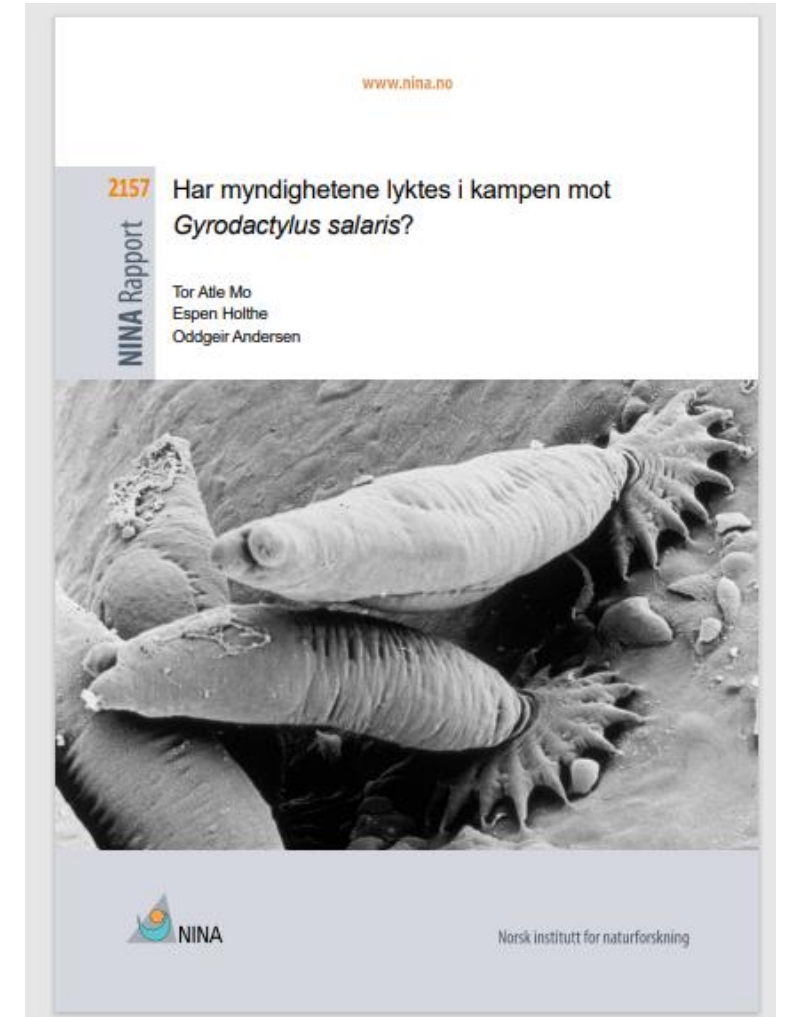 www.nina.no
2157
NINA Rapport
Har myndighetene lyktes i kampen mot
Gyrodactylus salaris?
Tor Atle Mo
Espen Holthe
Oddgeir Andersen
NINA
Norsk institutt for naturforskning